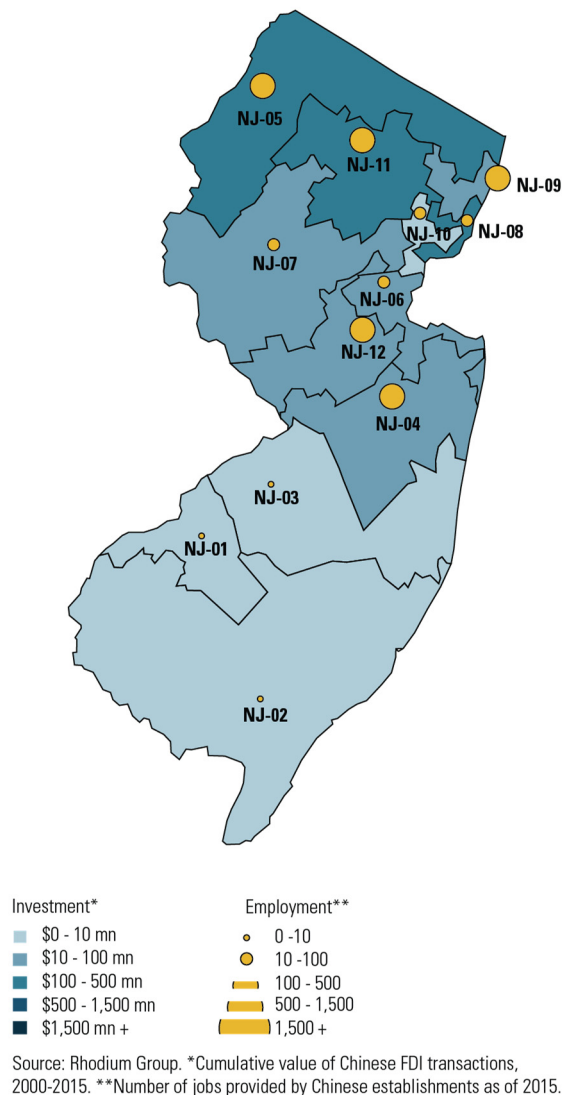 NJ-05
NJ-11
NJ-09
NJ-10
NJ-08
NJ-07
NJ-06
NJ-12
NJ-04
NJ-03
NJ-01
NJ-02
Investment*
$0 - 10 mn
$10 - 100 mn
$100 - 500 mn
$500 - 1,500 mn
$1,500 mn +
Employment**
0 -10
10 -100
100 - 500
500 - 1,500
1,500 +
Source: Rhodium Group. *Cumulative value of Chinese FDI transactions,
2000-2015. **Number of jobs provided by Chinese establishments as of 2015.